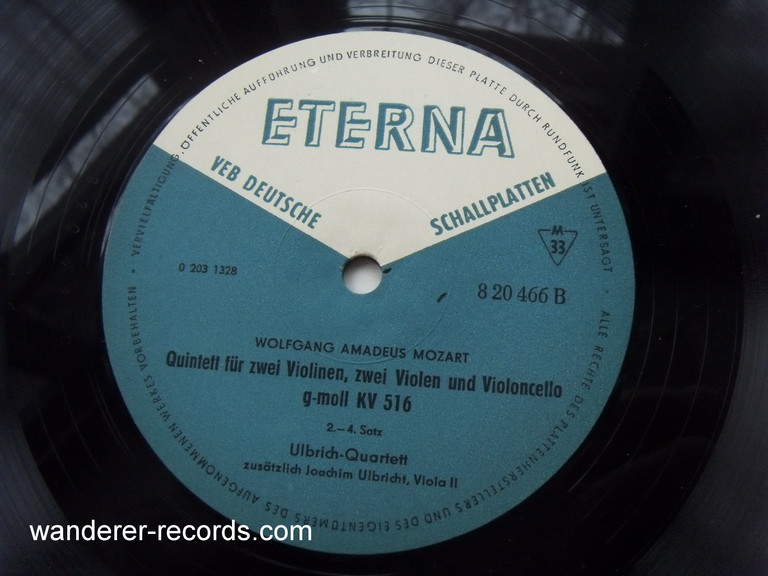 VERVIELFÄLTIGUNG, ÖFFENTLICHE AUFFÜHRUNG UND VERBREITUNG DIESER PLATTE DURCH RUNDFUNK IST UNTERSAGT • ALLE RECHTE DES PLATTENHERSTELLERS UND DES EIGENTÜMERS DES AUFGENOMMENEN WERKES VORBEHALTEN •
ETERNA
VEB DEUTSCHE SCHALLPLATTEN
M
33
0 203 1328
8 20 466 B
WOLFGANG AMADEUS MOZART
Quintett für zwei Violinen, zwei Violen und Violoncello
g-moll KV 516
2.–4. Satz
Ulbrich-Quartett
zusätzlich Joachim Ulbricht, Viola II
wanderer-records.com